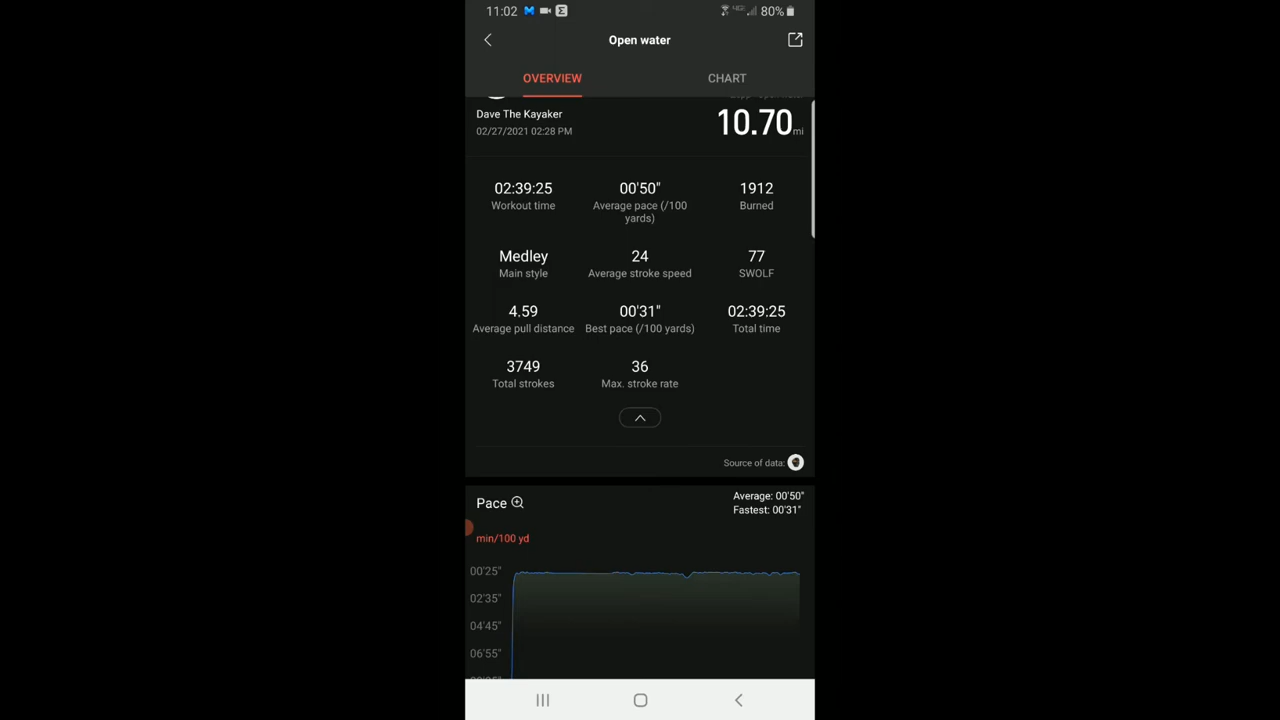 11:02
4G 80%
Open water
OVERVIEW
CHART
Dave The Kayaker
02/27/2021 02:28 PM
10.70 mi
02:39:25
Workout time
00'50"
Average pace (/100
yards)
1912
Burned
Medley
Main style
24
Average stroke speed
77
SWOLF
4.59
Average pull distance
00'31"
Best pace (/100 yards)
02:39:25
Total time
3749
Total strokes
36
Max. stroke rate
Source of data:
Pace
Average: 00'50"
Fastest: 00'31"
min/100 yd
00'25"
02'35"
04'45"
06'55"